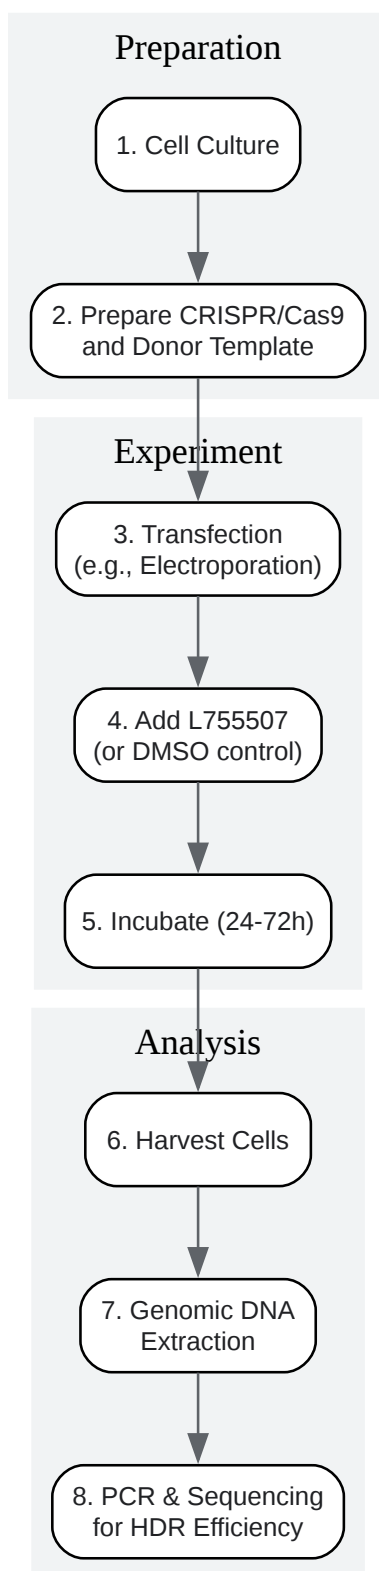 Preparation
1. Cell Culture
2. Prepare CRISPR/Cas9
and Donor Template
Experiment
3. Transfection
(e.g., Electroporation)
4. Add L755507
(or DMSO control)
5. Incubate (24-72h)
Analysis
6. Harvest Cells
7. Genomic DNA
Extraction
8. PCR & Sequencing
for HDR Efficiency